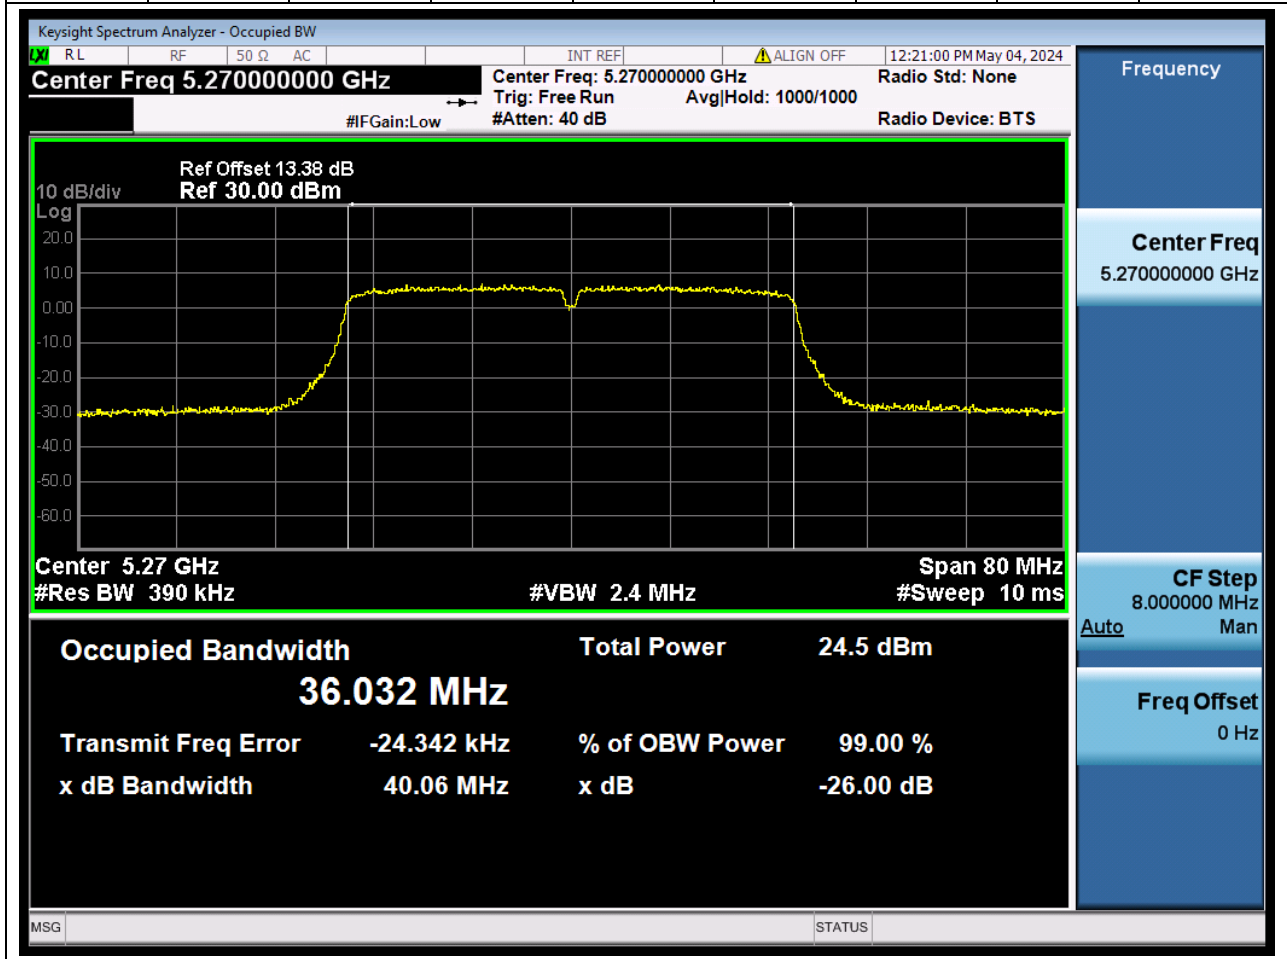 Keysight Spectrum Analyzer - Occupied BW
LXI RL RF 50 Ω AC INT REF ALIGN OFF 12:21:00 PM May 04, 2024
Center Freq 5.270000000 GHz
Center Freq: 5.270000000 GHz
Radio Std: None
Trig: Free Run Avg|Hold: 1000/1000
#IFGain:Low
#Atten: 40 dB
Radio Device: BTS
Ref Offset 13.38 dB
10 dB/div Ref 30.00 dBm
Log
20.0
10.0
0.00
-10.0
-20.0
-30.0
-40.0
-50.0
-60.0
Center 5.27 GHz Span 80 MHz
#Res BW 390 kHz #VBW 2.4 MHz #Sweep 10 ms
Occupied Bandwidth Total Power 24.5 dBm
36.032 MHz
Transmit Freq Error -24.342 kHz % of OBW Power 99.00 %
x dB Bandwidth 40.06 MHz x dB -26.00 dB
Frequency
Center Freq
5.270000000 GHz
CF Step
8.000000 MHz
Auto Man
Freq Offset
0 Hz
MSG STATUS